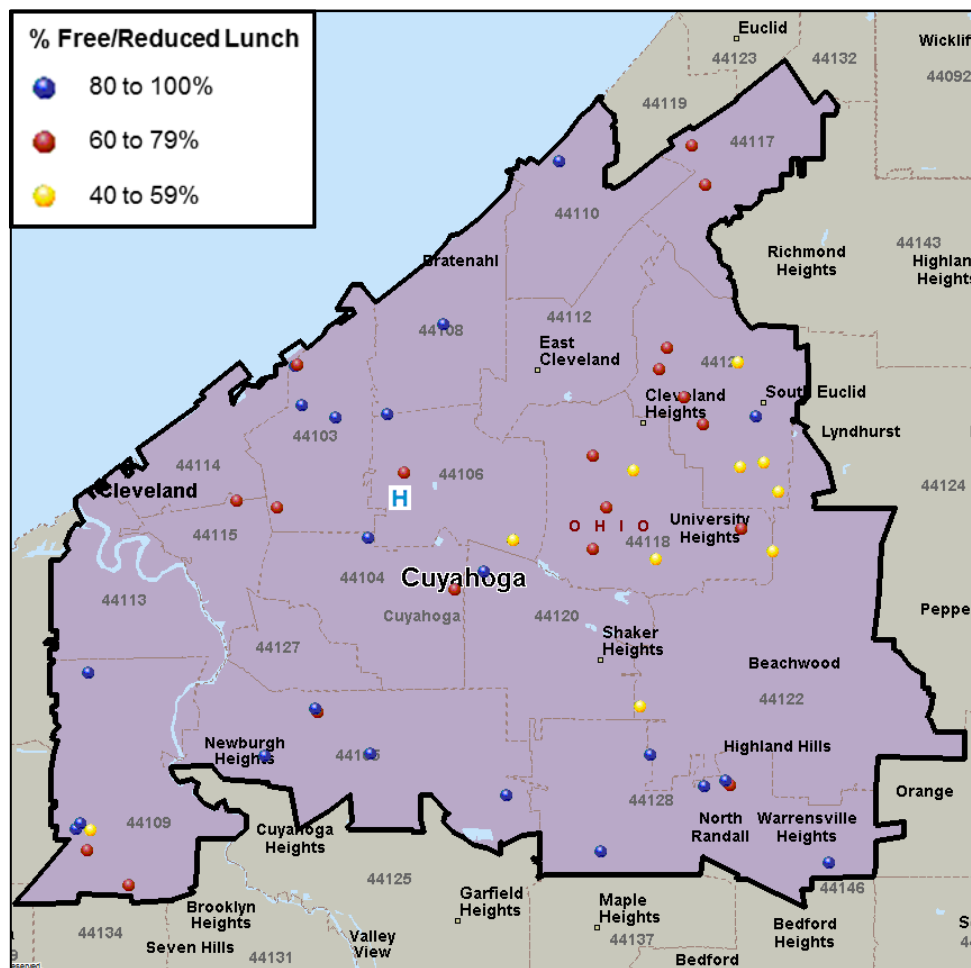 % Free/Reduced Lunch
80 to 100%
60 to 79%
40 to 59%
Euclid
44123
44132
Wicklif
44092
44119
44117
44110
Richmond
Heights
44143
Highlan
Heights
Bratenahl
44108
44112
East
Cleveland
Cleveland
Heights
South Euclid
Lyndhurst
44103
44114
44106
44124
Cleveland
H
44115
OHIO
University
Heights
44118
44113
44104
Cuyahoga
Cuyahoga
44120
Peppe
44127
Shaker
Heights
Beachwood
44122
Newburgh
Heights
44105
Highland Hills
44128
Orange
44109
North
Randall
Warrensville
Heights
Cuyahoga
Heights
44125
44146
Brooklyn
Heights
Garfield
Heights
Maple
Heights
Bedford
Heights
44134
Seven Hills
Valley
View
44137
44131
Bedford